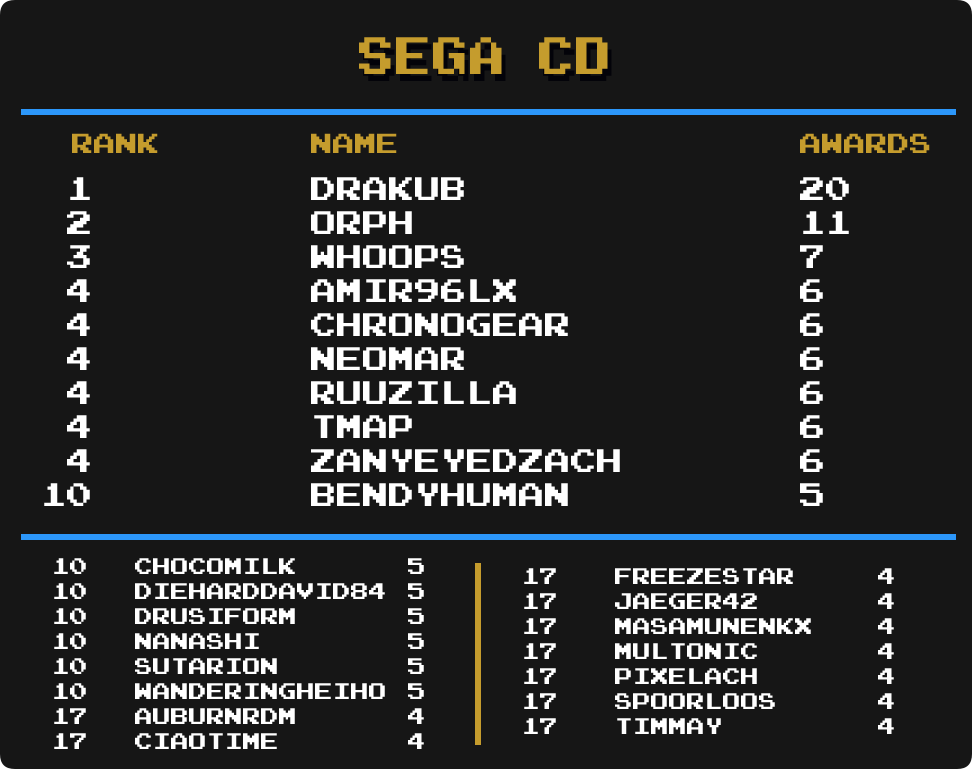 SEGA CD
RANK NAME AWARDS
1 DRAKUB 20
2 ORPH 11
3 WHOOPS 7
4 AMIR96LX 6
4 CHRONOGEAR 6
4 NEOMAR 6
4 RUUZILLA 6
4 TMAP 6
4 ZANYEYEDZACH 6
10 BENDYHUMAN 5
10 CHOCOMILK 5
10 DIEHARDDAVID84 5
10 DRUSIFORM 5
10 NANASHI 5
10 SUTARION 5
10 WANDERINGHEIHO 5
17 AUBURNRDM 4
17 CIAOTIME 4
17 FREEZESTAR 4
17 JAEGER42 4
17 MASAMUNENKX 4
17 MULTONIC 4
17 PIXELACH 4
17 SPOORLOOS 4
17 TIMMAY 4